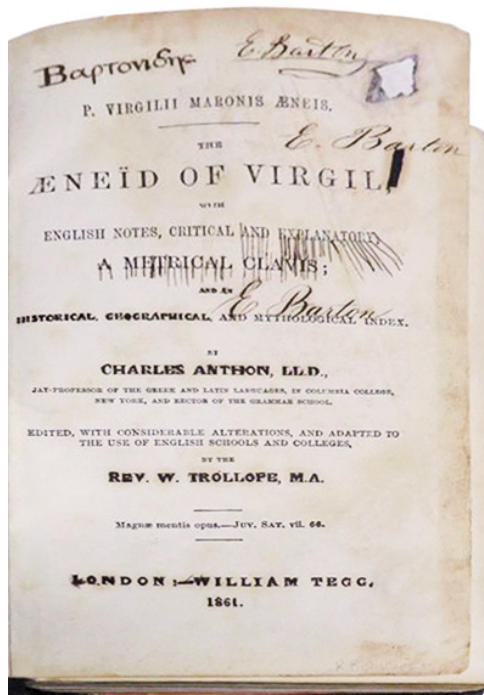 Βαρτονιδης
E. Barton
P. VIRGILII MARONIS ÆNEIS.
E. Barton
THE
ÆNEÏD OF VIRGIL,
WITH
ENGLISH NOTES, CRITICAL AND EXPLANATORY;
A METRICAL CLAVIS;
AND AN
E Barton
HISTORICAL, GEOGRAPHICAL, AND MYTHOLOGICAL INDEX.
BY
CHARLES ANTHON, LL.D.,
JAY-PROFESSOR OF THE GREEK AND LATIN LANGUAGES, IN COLUMBIA COLLEGE,
NEW YORK, AND RECTOR OF THE GRAMMAR SCHOOL.
EDITED, WITH CONSIDERABLE ALTERATIONS, AND ADAPTED TO
THE USE OF ENGLISH SCHOOLS AND COLLEGES,
BY THE
REV. W. TROLLOPE, M.A.
Magnæ mentis opus.—JUV. SAT. vii. 66.
LONDON:—WILLIAM TEGG,
1861.